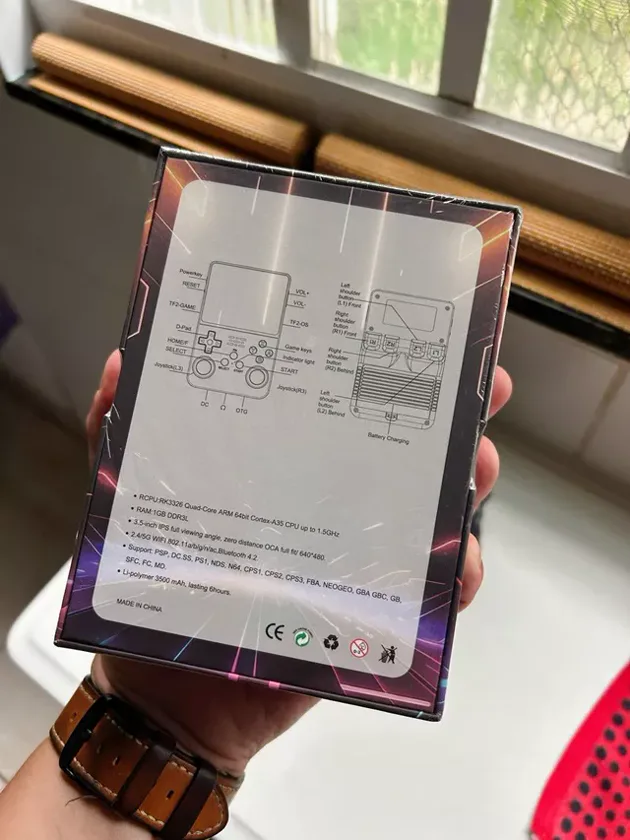 Powerkey
RESET
TF2-GAME
D-Pad
HOME/F
SELECT
Joystick(L3)
DC
OTG
VOL+
VOL-
TF2-OS
Game keys
Indicator light
START
Joystick(R3)
Left
shoulder
button
(L1) Front
Right
shoulder
button
(R1) Front
Right
shoulder
button
(R2) Behind
Left
shoulder
button
(L2) Behind
Battery Charging
• RCPU:RK3326 Quad-Core ARM 64bit Cortex-A35 CPU up to 1.5GHz
• RAM:1GB DDR3L
• 3.5-inch IPS full viewing angle, zero distance OCA full fit/ 640*480
• 2.4/5G WIFI 802.11a/b/g/n/ac,Bluetooth 4.2
• Support: PSP, DC,SS, PS1, NDS, N64, CPS1, CPS2, CPS3, FBA, NEOGEO, GBA GBC, GB,
SFC, FC, MD.
• Li-polymer 3500 mAh, lasting 6hours.
MADE IN CHINA
CE